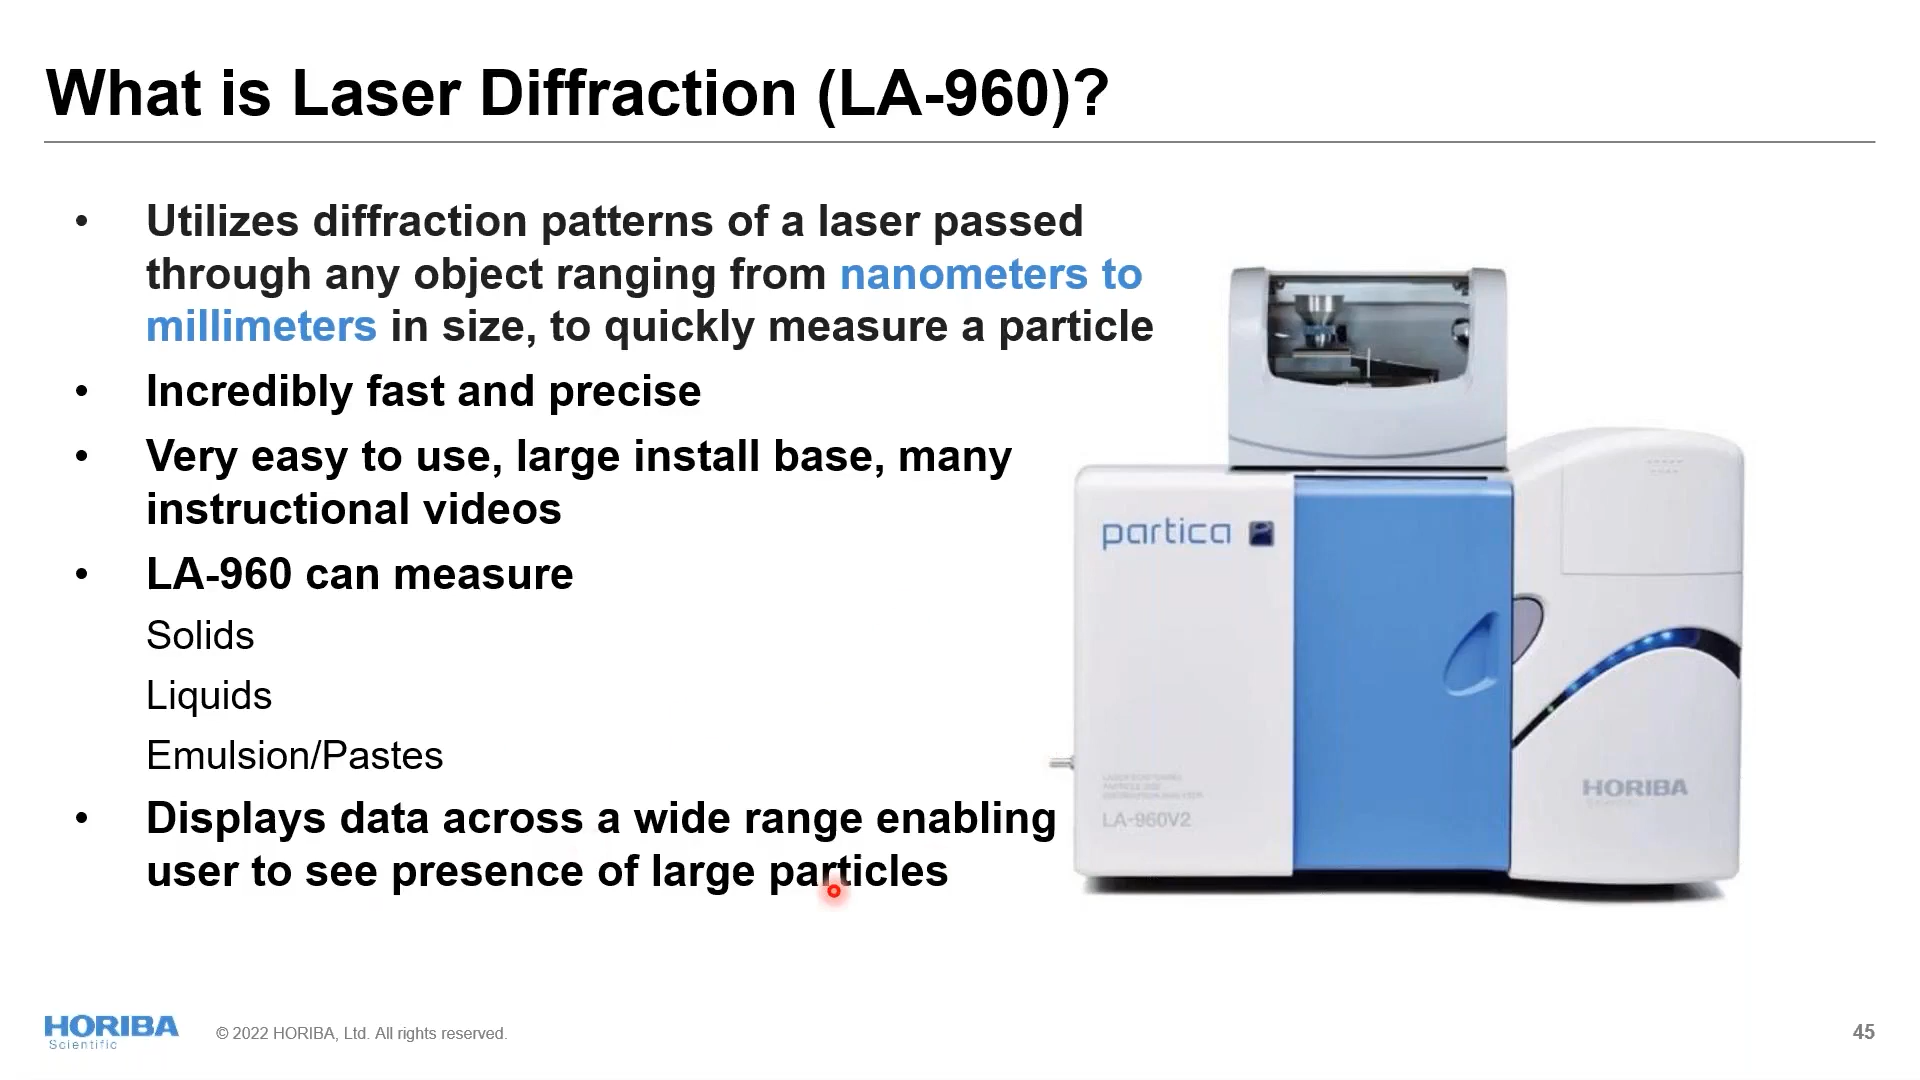 What is Laser Diffraction (LA-960)?
• Utilizes diffraction patterns of a laser passed
through any object ranging from nanometers to
millimeters in size, to quickly measure a particle
• Incredibly fast and precise
• Very easy to use, large install base, many
instructional videos
• LA-960 can measure
Solids
Liquids
Emulsion/Pastes
• Displays data across a wide range enabling
user to see presence of large particles
partica
LA-960V2
HORIBA
HORIBA
Scientific
© 2022 HORIBA, Ltd. All rights reserved.
45